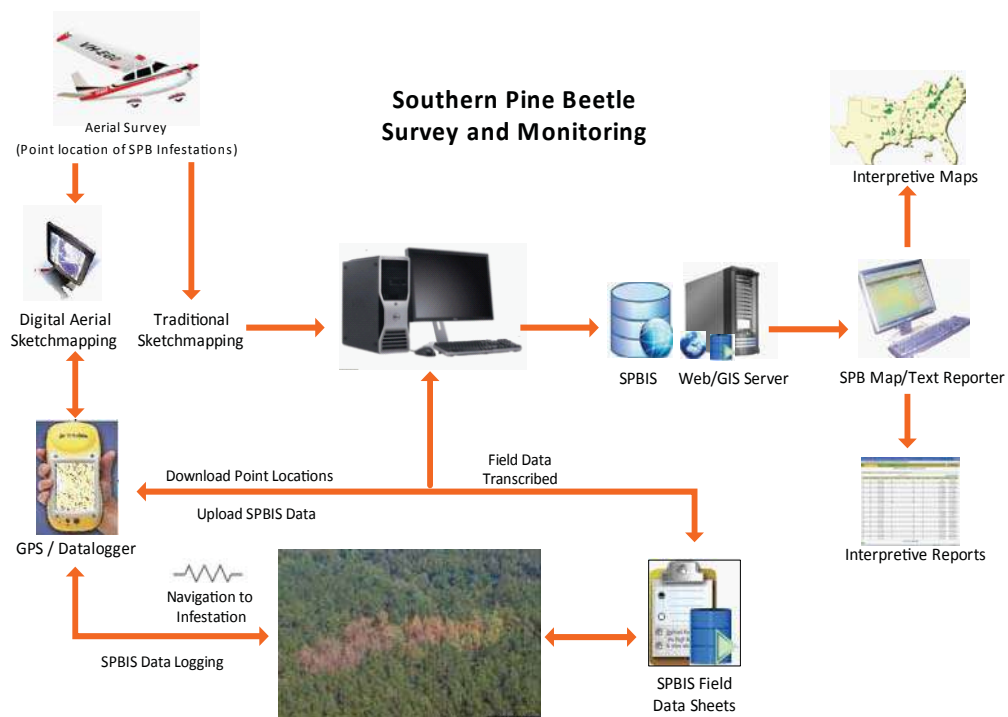 VH-EGO
Aerial Survey
(Point location of SPB Infestations)
Southern Pine Beetle
Survey and Monitoring
Interpretive Maps
Digital Aerial
Sketchmapping
Traditional
Sketchmapping
SPBIS
Web/GIS Server
SPB Map/Text Reporter
Download Point Locations
Field Data
Transcribed
Upload SPBIS Data
GPS / Datalogger
Interpretive Reports
Navigation to
Infestation
SPBIS Data Logging
SPBIS Field
Data Sheets